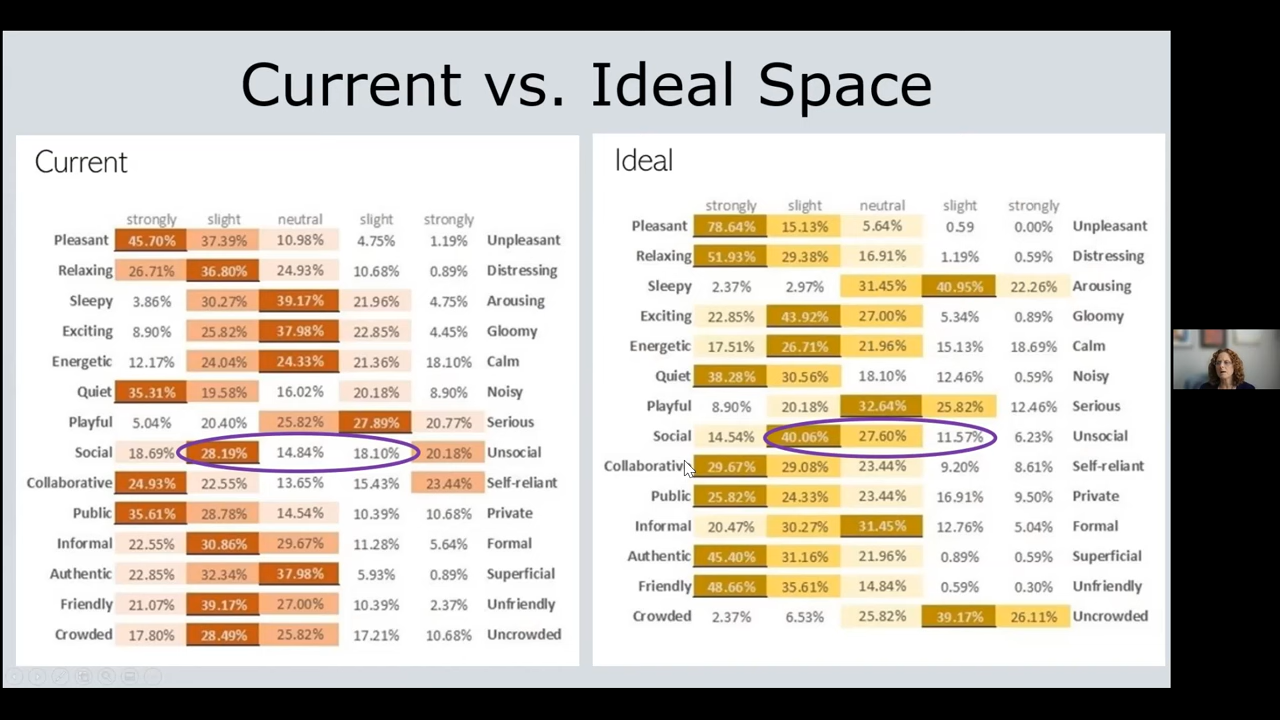 Current vs. Ideal Space
Current
strongly slight neutral slight strongly
Pleasant 45.70% 37.39% 10.98% 4.75% 1.19% Unpleasant
Relaxing 26.71% 36.80% 24.93% 10.68% 0.89% Distressing
Sleepy 3.86% 30.27% 39.17% 21.96% 4.75% Arousing
Exciting 8.90% 25.82% 37.98% 22.85% 4.45% Gloomy
Energetic 12.17% 24.04% 24.33% 21.36% 18.10% Calm
Quiet 35.31% 19.58% 16.02% 20.18% 8.90% Noisy
Playful 5.04% 20.40% 25.82% 27.89% 20.77% Serious
Social 18.69% 28.19% 14.84% 18.10% 20.18% Unsocial
Collaborative 24.93% 22.55% 13.65% 15.43% 23.44% Self-reliant
Public 35.61% 28.78% 14.54% 10.39% 10.68% Private
Informal 22.55% 30.86% 29.67% 11.28% 5.64% Formal
Authentic 22.85% 32.34% 37.98% 5.93% 0.89% Superficial
Friendly 21.07% 39.17% 27.00% 10.39% 2.37% Unfriendly
Crowded 17.80% 28.49% 25.82% 17.21% 10.68% Uncrowded
Ideal
strongly slight neutral slight strongly
Pleasant 78.64% 15.13% 5.64% 0.59 0.00% Unpleasant
Relaxing 51.93% 29.38% 16.91% 1.19% 0.59% Distressing
Sleepy 2.37% 2.97% 31.45% 40.95% 22.26% Arousing
Exciting 22.85% 43.92% 27.00% 5.34% 0.89% Gloomy
Energetic 17.51% 26.71% 21.96% 15.13% 18.69% Calm
Quiet 38.28% 30.56% 18.10% 12.46% 0.59% Noisy
Playful 8.90% 20.18% 32.64% 25.82% 12.46% Serious
Social 14.54% 40.06% 27.60% 11.57% 6.23% Unsocial
Collaborative 29.67% 29.08% 23.44% 9.20% 8.61% Self-reliant
Public 25.82% 24.33% 23.44% 16.91% 9.50% Private
Informal 20.47% 30.27% 31.45% 12.76% 5.04% Formal
Authentic 45.40% 31.16% 21.96% 0.89% 0.59% Superficial
Friendly 48.66% 35.61% 14.84% 0.59% 0.30% Unfriendly
Crowded 2.37% 6.53% 25.82% 39.17% 26.11% Uncrowded